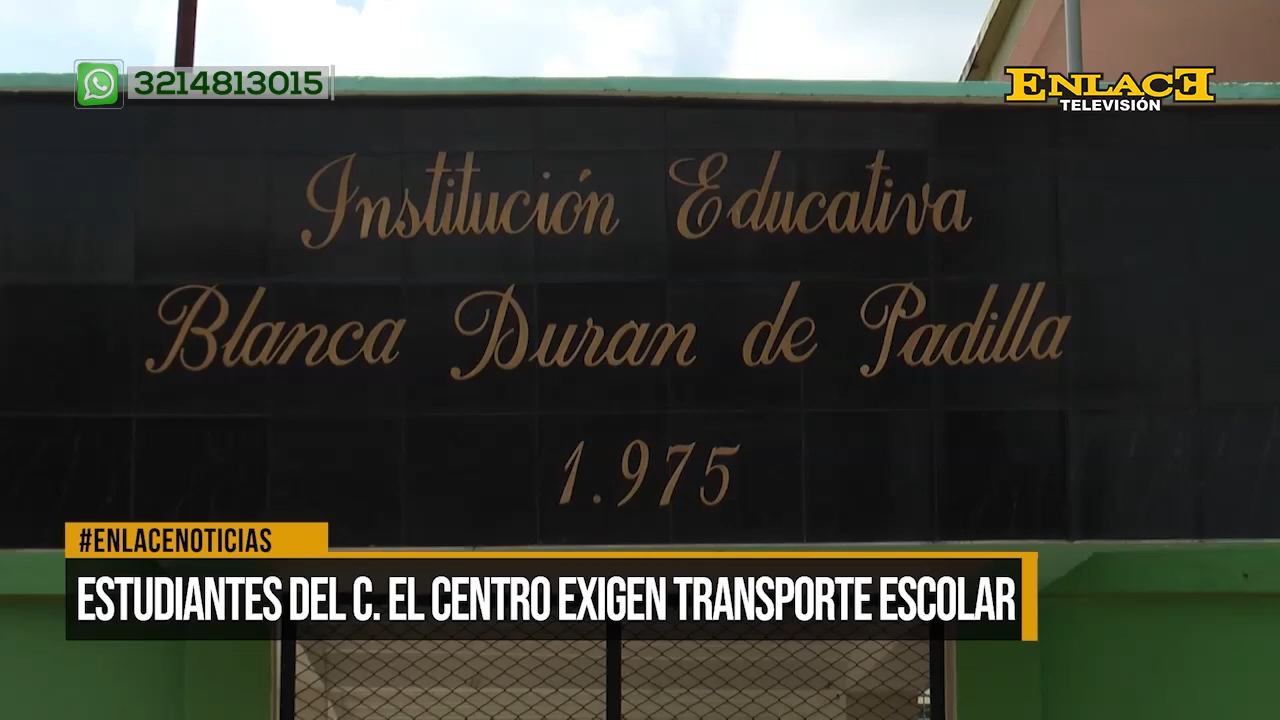 3214813015
ENLACE
TELEVISIÓN
Institución Educativa
Blanca Duran de Padilla
1.975
#ENLACENOTICIAS
ESTUDIANTES DEL C. EL CENTRO EXIGEN TRANSPORTE ESCOLAR